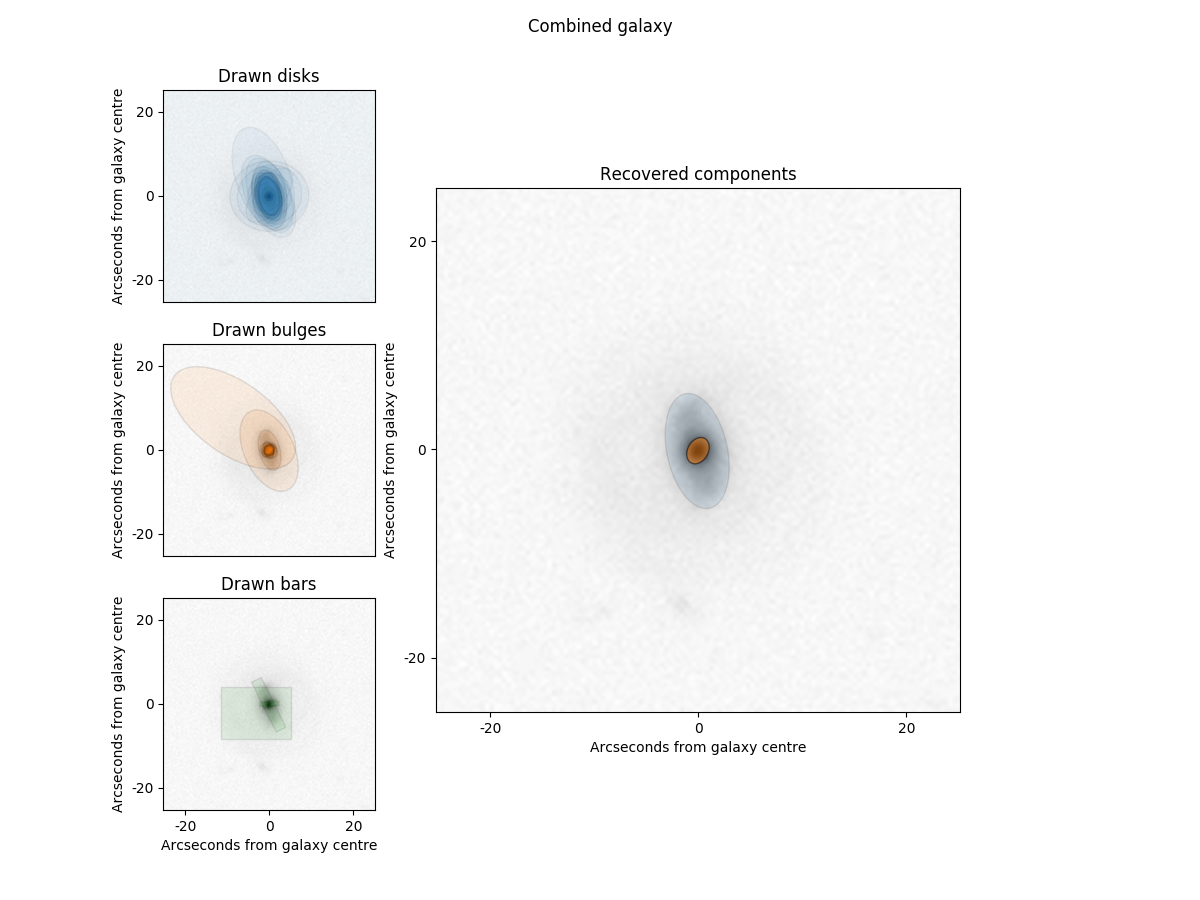 Combined galaxy
Drawn disks
Arcseconds from galaxy centre
20
0
-20
Drawn bulges
Arcseconds from galaxy centre
20
0
-20
Drawn bars
Arcseconds from galaxy centre
20
0
-20
-20 0 20
Arcseconds from galaxy centre
Recovered components
Arcseconds from galaxy centre
20
0
-20
-20 0 20
Arcseconds from galaxy centre